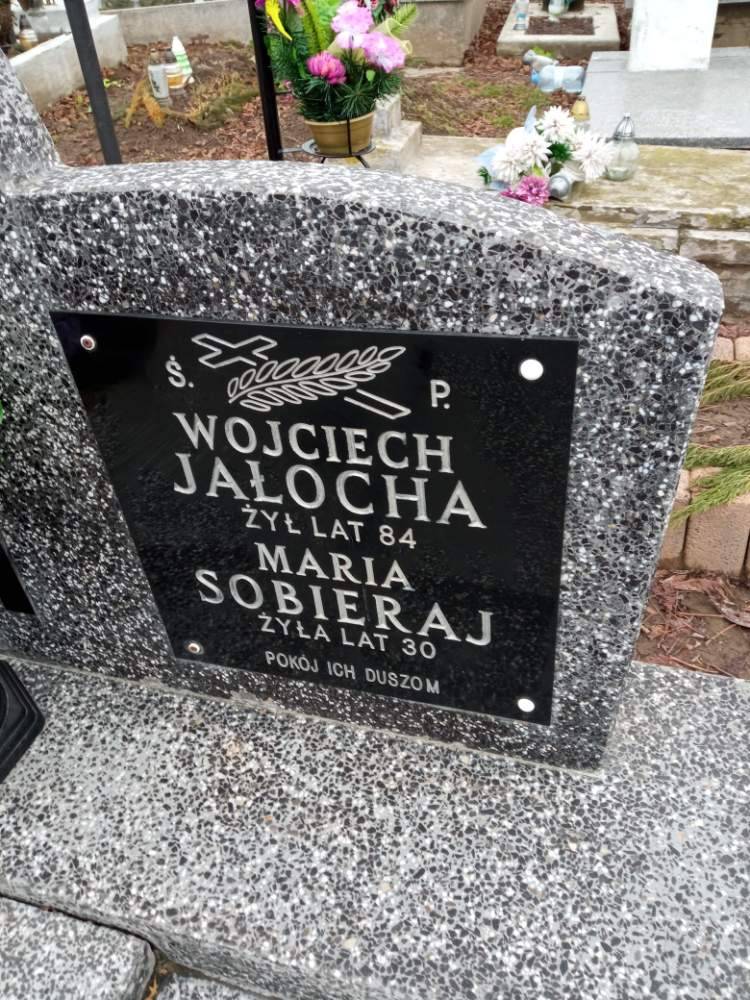 Ś. P.
WOJCIECH
JAŁOCHA
ŻYŁ LAT 84
MARIA
SOBIERAJ
ŻYŁA LAT 30
POKÓJ ICH DUSZOM